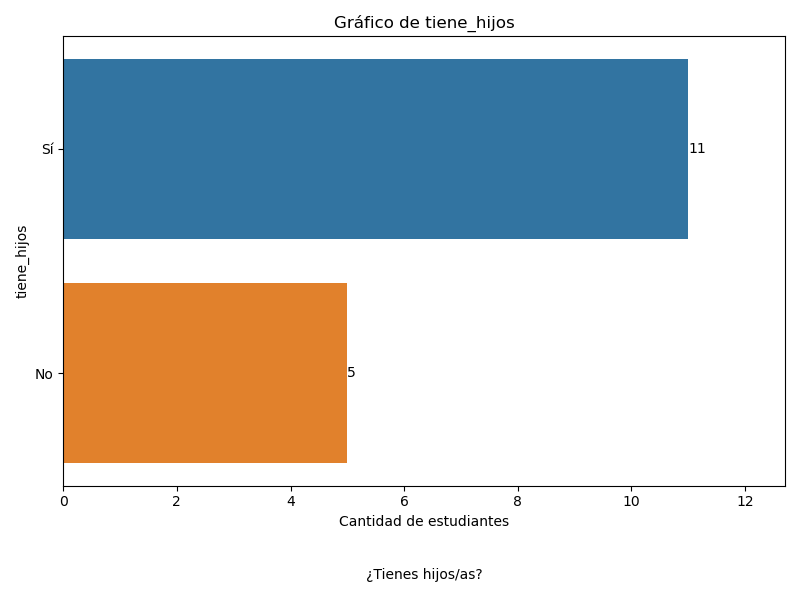 Gráfico de tiene_hijos
Sí
11
tiene_hijos
No
5
0 2 4 6 8 10 12
Cantidad de estudiantes
¿Tienes hijos/as?